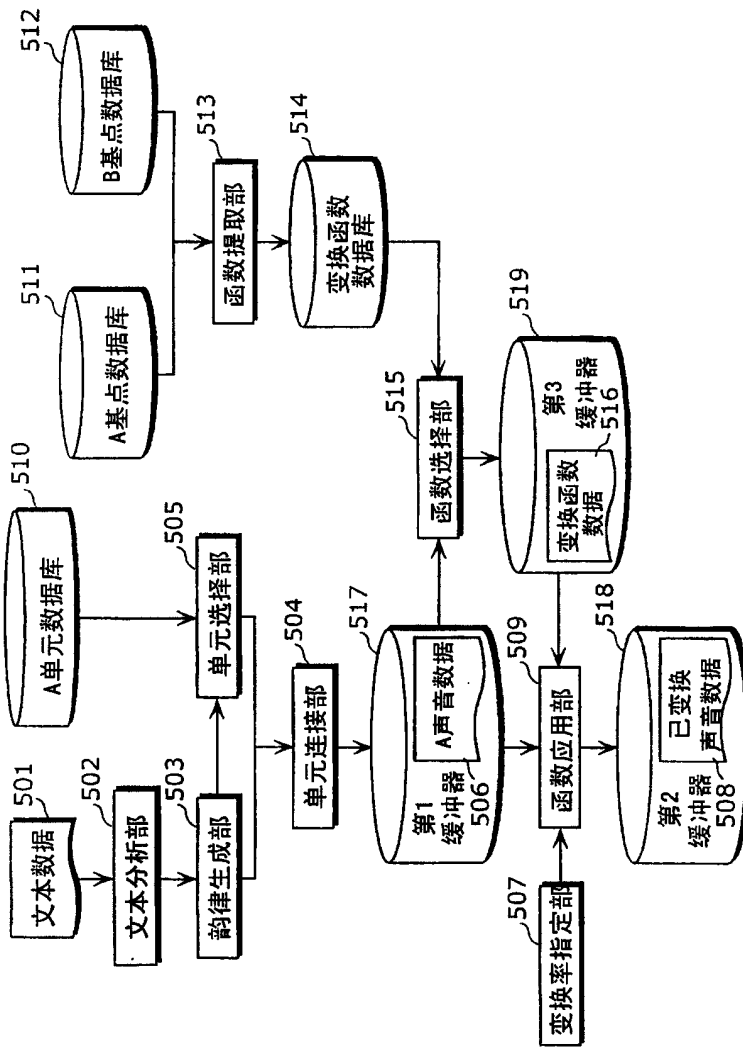 501
文本数据
502
文本分析部
503
韵律生成部
510
A单元数据库
505
单元选择部
504
单元连接部
511
A基点数据库
512
B基点数据库
513
函数提取部
514
变换函数
数据库
515
函数选择部
517
A声音数据
第1
缓冲器
506
519
第3
缓冲器
516
变换函数
数据
507
变换率指定部
509
函数应用部
518
已变换
声音数据
第2
缓冲器
508